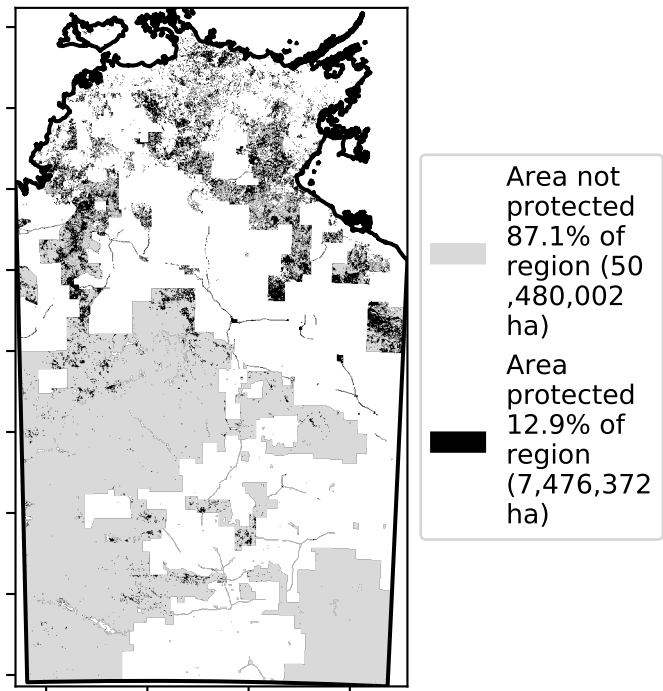 Area not
protected
87.1% of
region (50
,480,002
ha)
Area
protected
12.9% of
region
(7,476,372
ha)